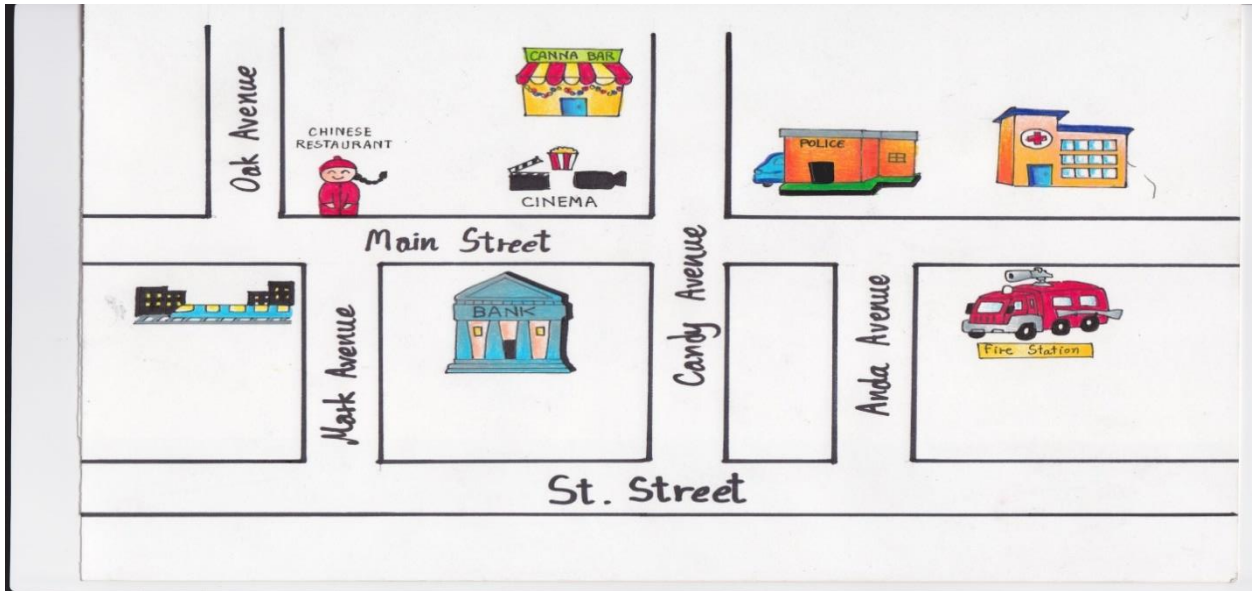 CANNA BAR
Oak Avenue
CHINESE
RESTAURANT
POLICE
CINEMA
Main Street
BANK
Mark Avenue
Candy Avenue
Anda Avenue
Fire Station
St. Street